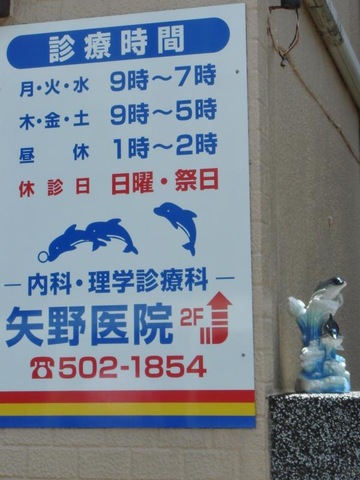 診療時間
月・火・水 9時～7時
木・金・土 9時～5時
昼 休 1時～2時
休診日 日曜・祭日
内科・理学診療科
矢野医院 2F
☎502-1854